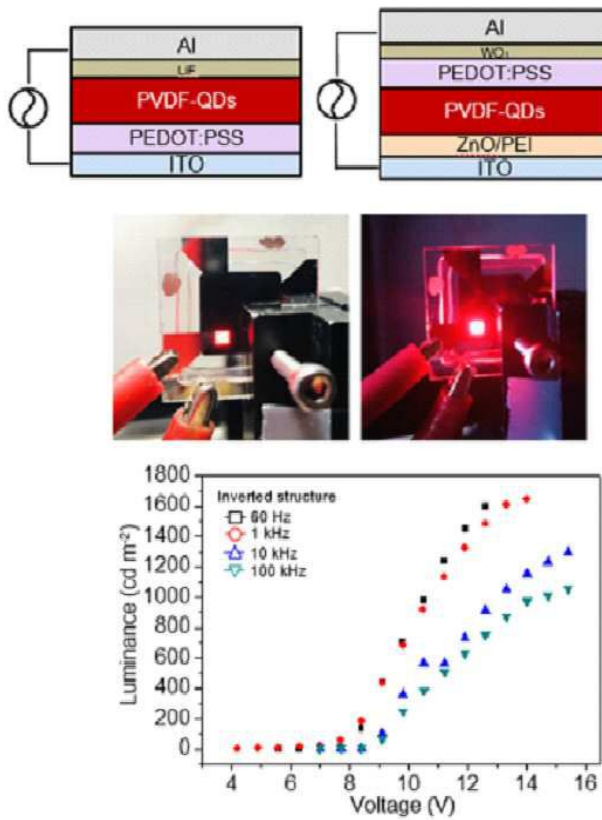 Al
LiF
PVDF-QDs
PEDOT:PSS
ITO
Al
WO₃
PEDOT:PSS
PVDF-QDs
ZnO/PEI
ITO
1800
1600
1400
1200
1000
800
600
400
200
0
Luminance (cd m⁻²)
Inverted structure
60 Hz
1 kHz
10 kHz
100 kHz
4 6 8 10 12 14 16
Voltage (V)